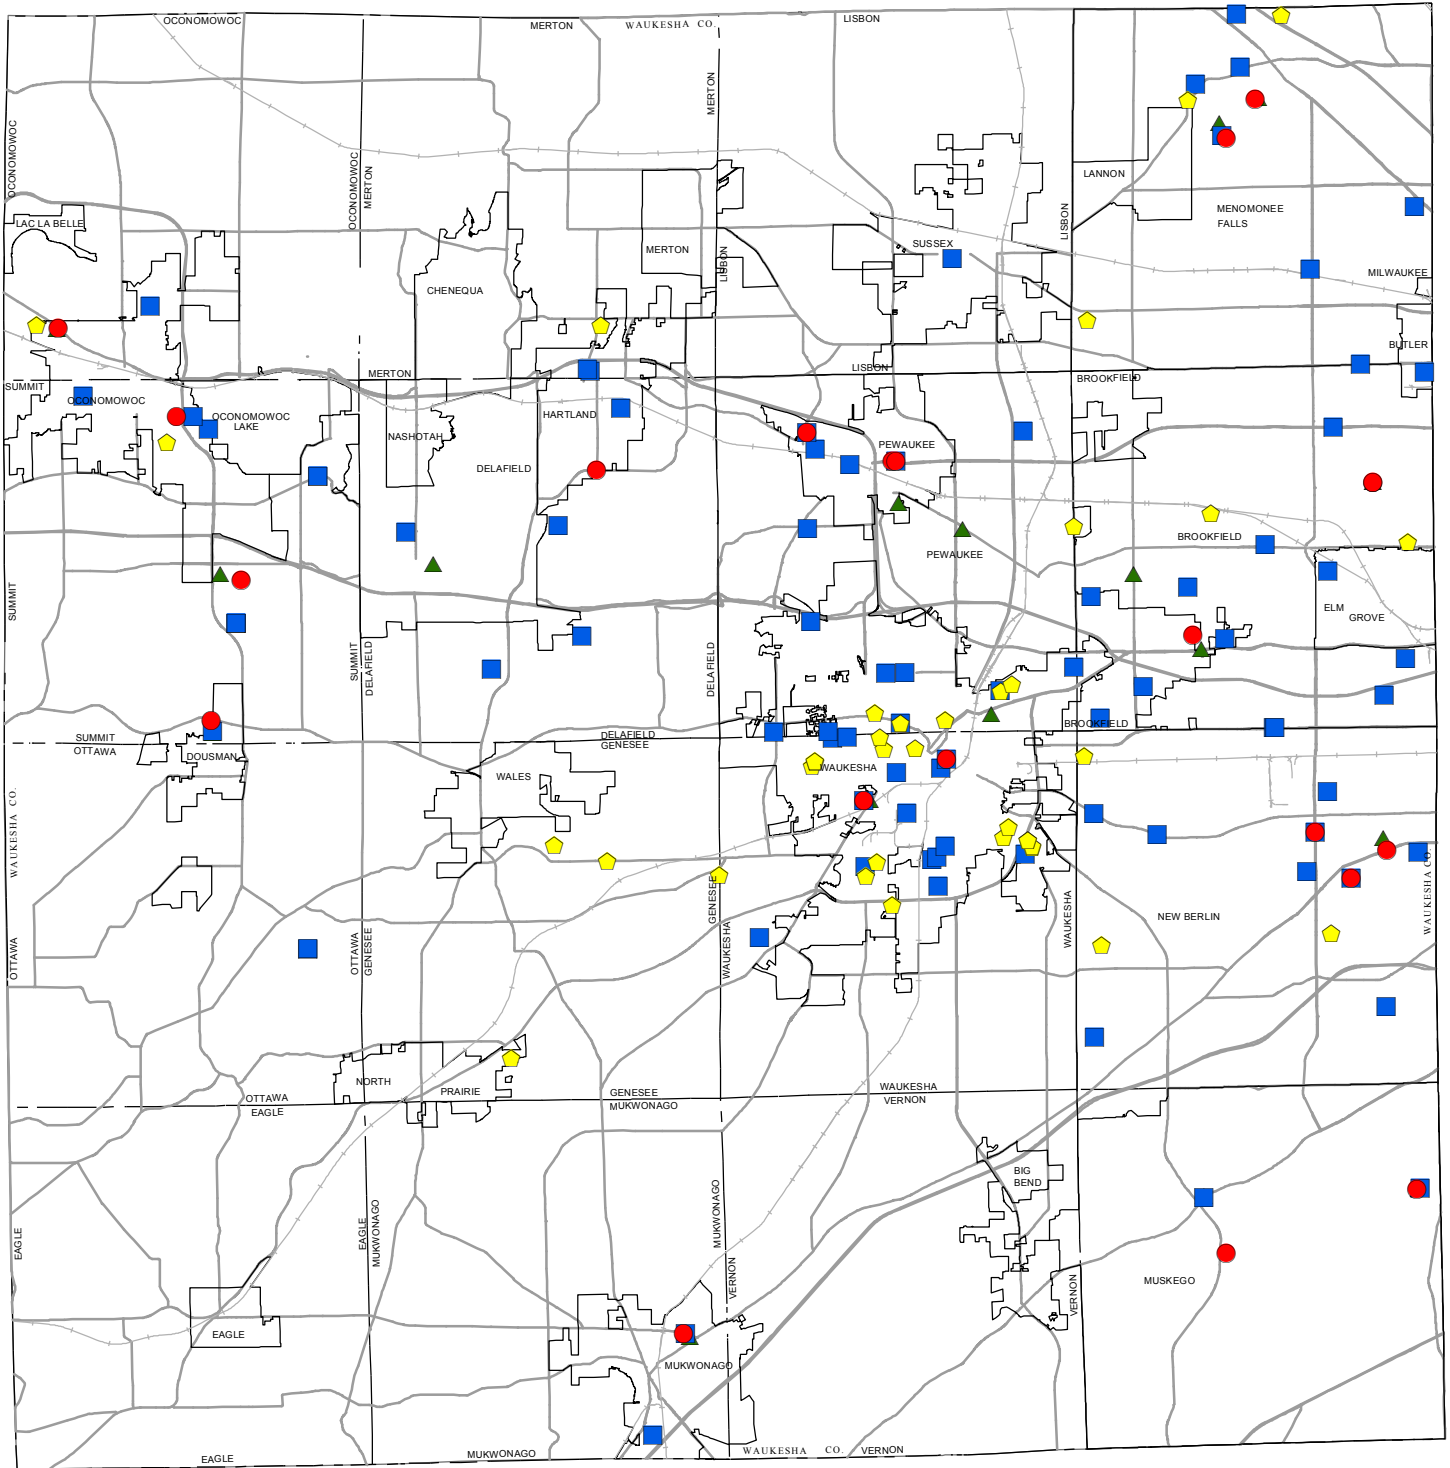 OCONOMOWOC
MERTON
WAUKESHA CO.
LISBON
MERTON
OCONOMOWOC
OCONOMOWOC
MERTON
LANNON
LISBON
MENOMONEE
FALLS
LAC LA BELLE
MERTON
LISBON
SUSSEX
MILWAUKEE
CHENEQUA
BUTLER
SUMMIT
MERTON
LISBON
BROOKFIELD
OCONOMOWOC
OCONOMOWOC
LAKE
HARTLAND
NASHOTAH
PEWAUKEE
DELAFIELD
BROOKFIELD
PEWAUKEE
SUMMIT
ELM
GROVE
SUMMIT
DELAFIELD
DELAFIELD
BROOKFIELD
SUMMIT
OTTAWA
DELAFIELD
GENESEE
DOUSMAN
WALES
WAUKESHA
WAUKESHA CO.
GENESEE
WAUKESHA
WAUKESHA
NEW BERLIN
WAUKESHA CO.
OTTAWA
OTTAWA
GENESEE
NORTH
PRAIRIE
OTTAWA
EAGLE
GENESEE
MUKWONAGO
WAUKESHA
VERNON
BIG
BEND
EAGLE
EAGLE
MUKWONAGO
MUKWONAGO
VERNON
VERNON
MUSKEGO
EAGLE
MUKWONAGO
EAGLE
MUKWONAGO
WAUKESHA CO.
VERNON